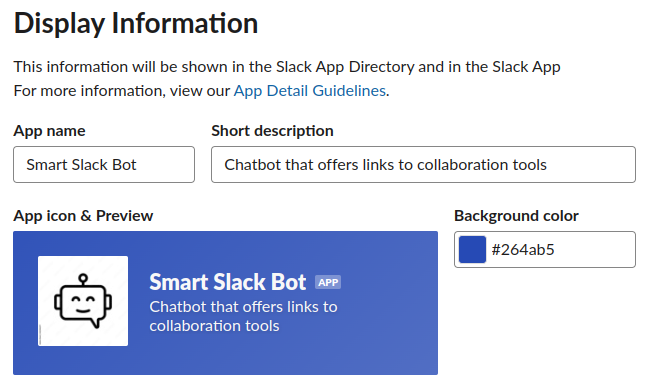 Display Information
This information will be shown in the Slack App Directory and in the Slack App
For more information, view our App Detail Guidelines.
App name
Short description
Smart Slack Bot
Chatbot that offers links to collaboration tools
App icon & Preview
Background color
Smart Slack Bot APP
Chatbot that offers links to
collaboration tools
#264ab5